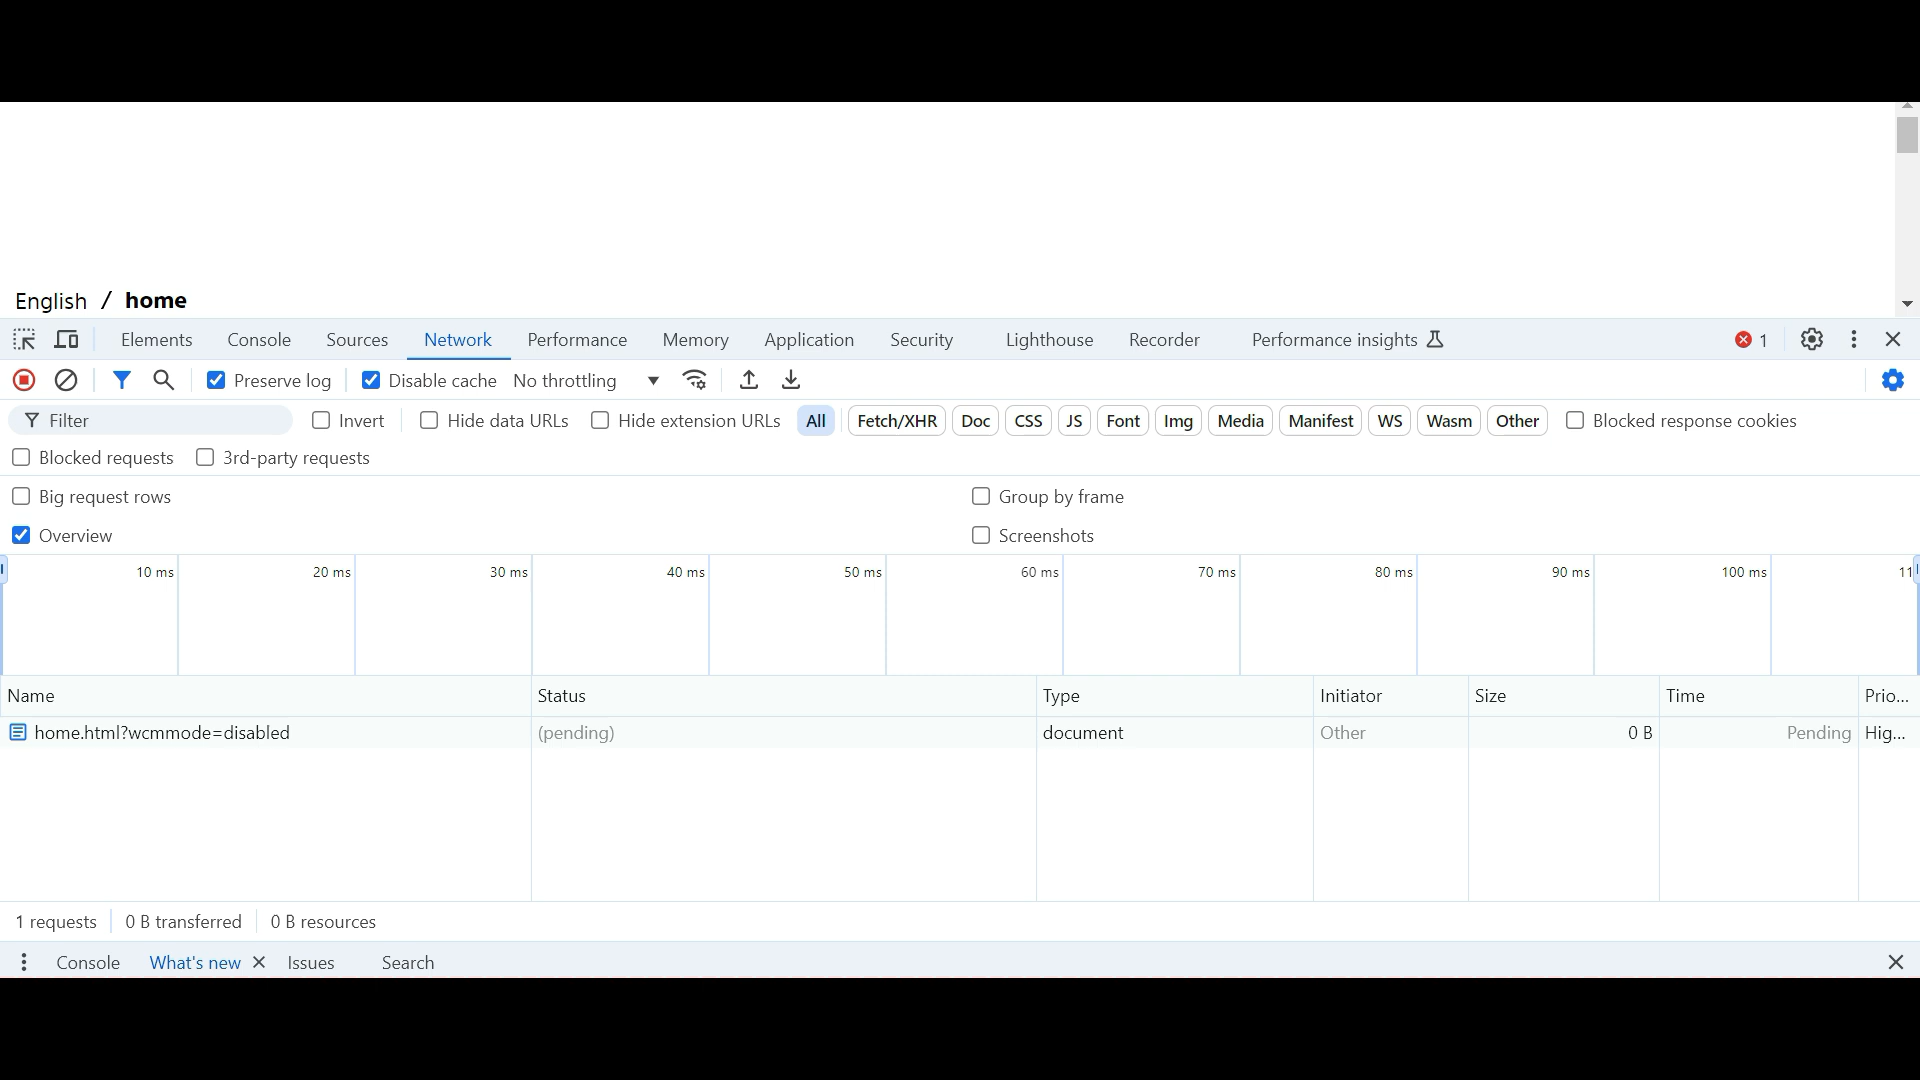 English / home
Elements Console Sources Network Performance Memory Application Security Lighthouse Recorder Performance insights 1
Preserve log Disable cache No throttling
Filter Invert Hide data URLs Hide extension URLs All Fetch/XHR Doc CSS JS Font Img Media Manifest WS Wasm Other Blocked response cookies
Blocked requests 3rd-party requests
Big request rows Group by frame
Overview Screenshots
10 ms 20 ms 30 ms 40 ms 50 ms 60 ms 70 ms 80 ms 90 ms 100 ms 11
Name Status Type Initiator Size Time Prio...
home.html?wcmmode=disabled (pending) document Other 0 B Pending Hig...
1 requests 0 B transferred 0 B resources
Console What's new Issues Search